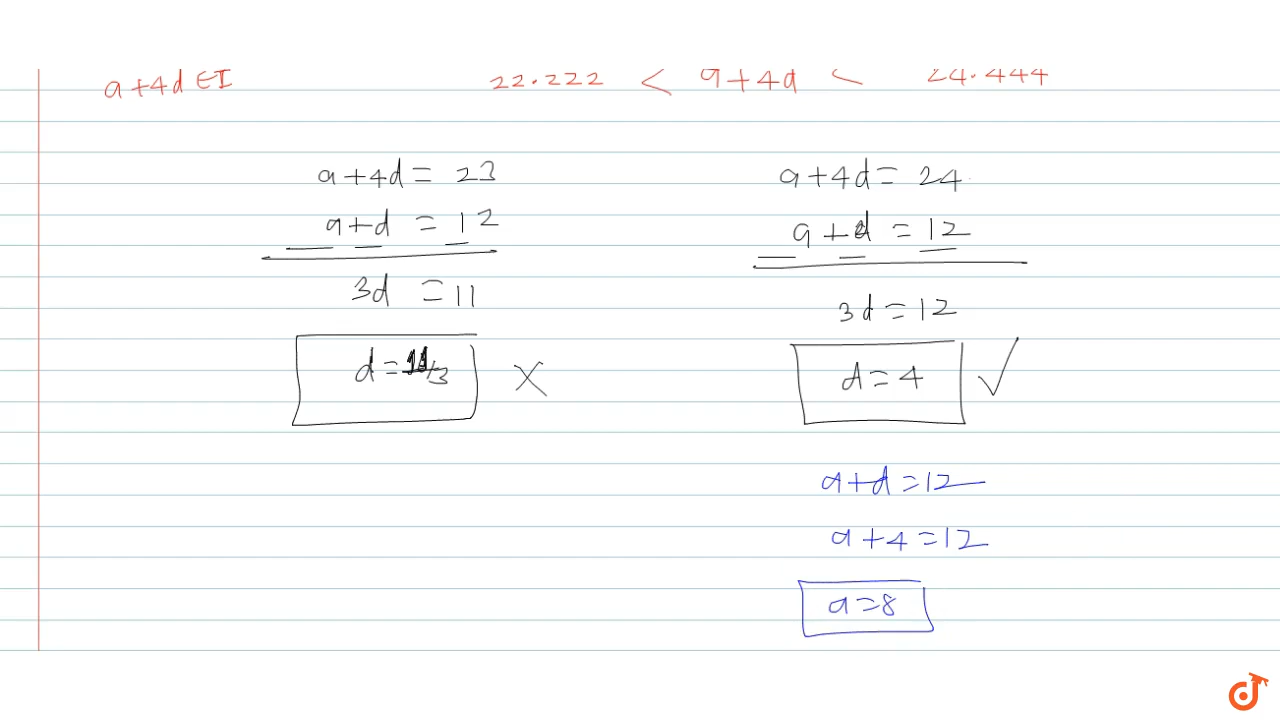 a+4d ∈ I 22.222 < a+4d < 24.444
a+4d = 23
a+d = 12
3d = 11
d = 11/3 ×
a+4d = 24
a+d = 12
3d = 12
d = 4 ✓
a+d = 12
a+4 = 12
a = 8